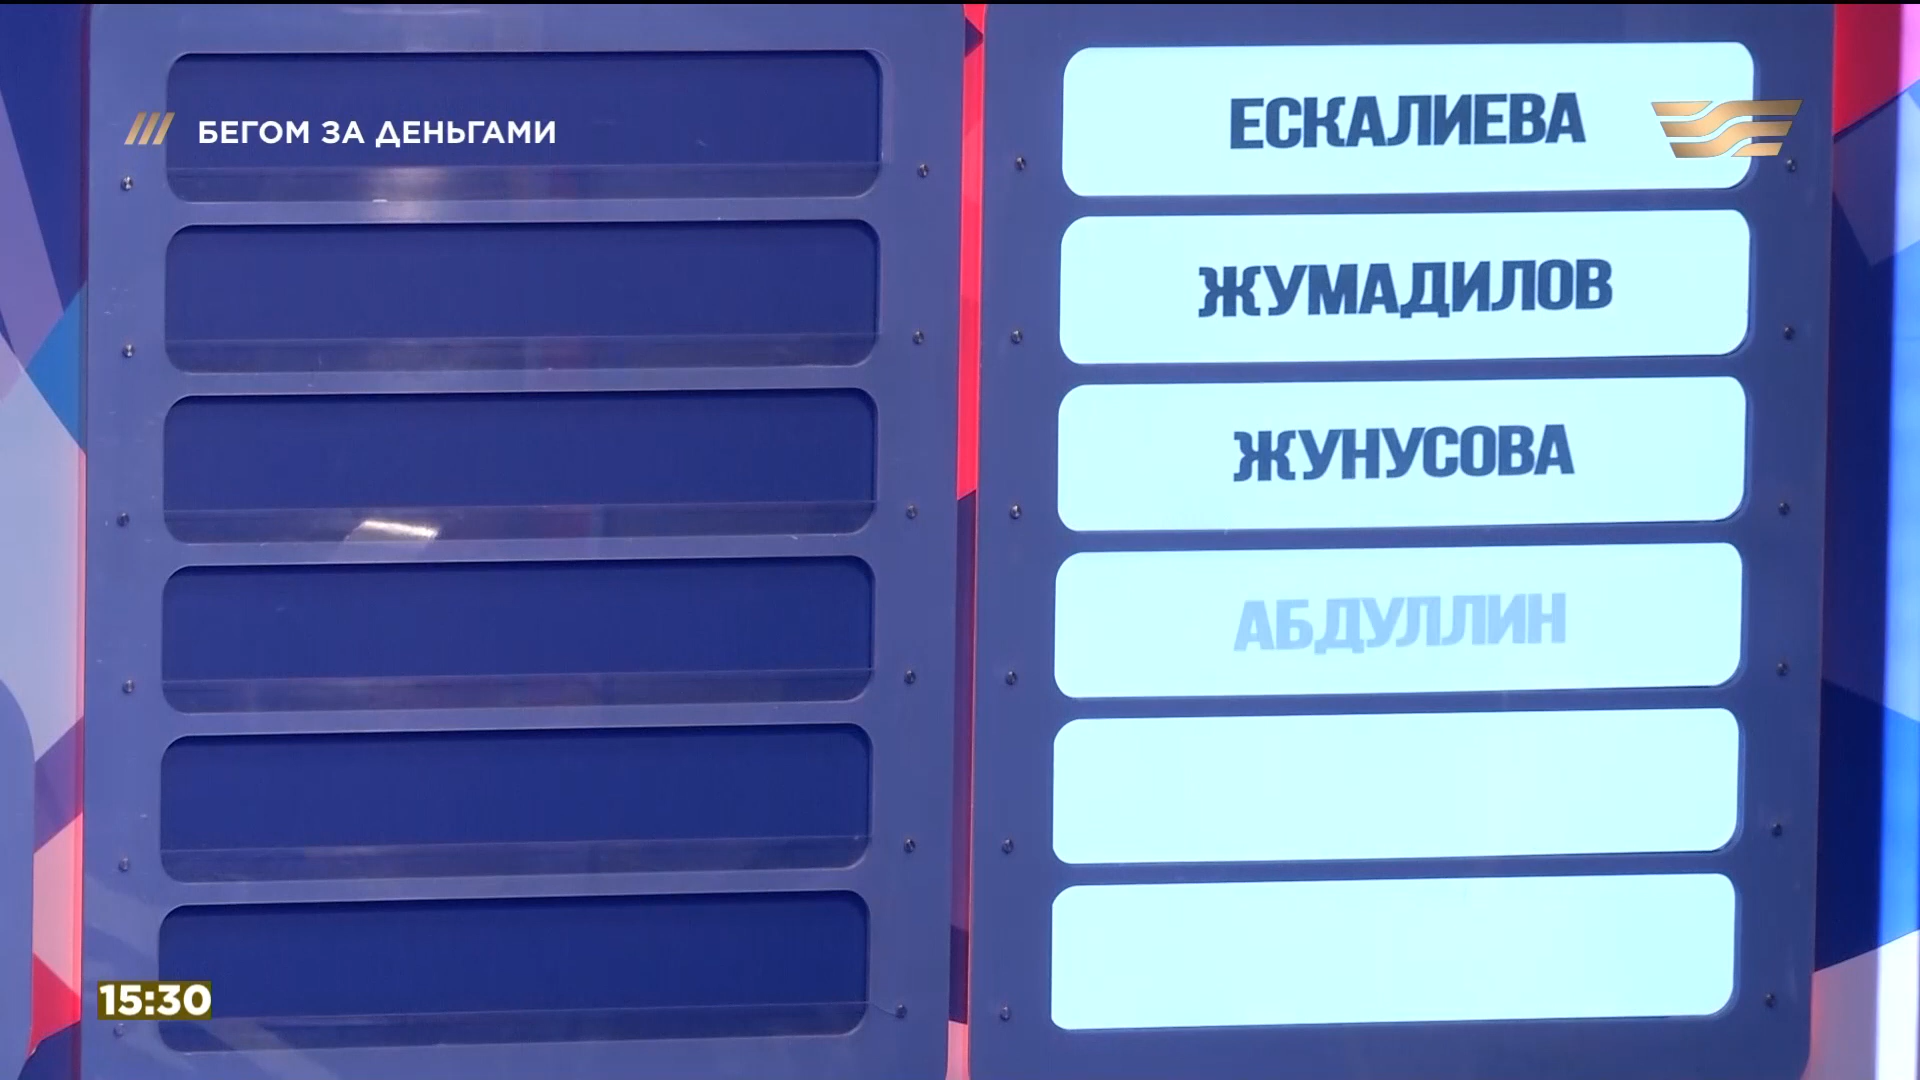 БЕГОМ ЗА ДЕНЬГАМИ
ЕСКАЛИЕВА
ЖУМАДИЛОВ
ЖУНУСОВА
АБДУЛЛИН
15:30